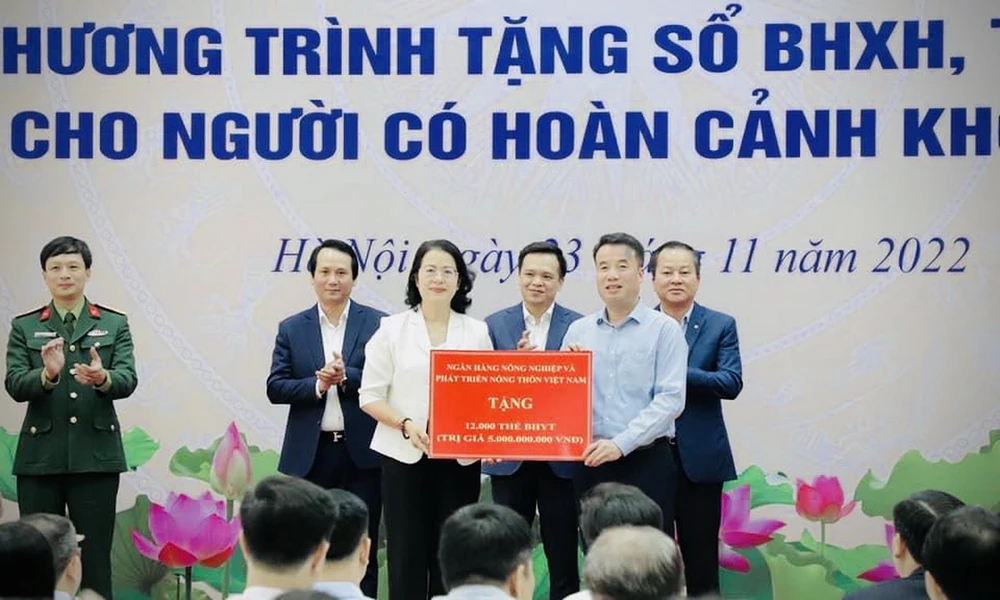 HƯƠNG TRÌNH TẶNG SỔ BHXH,
CHO NGƯỜI CÓ HOÀN CẢNH KH
Hà Nội, ngày 23 tháng 11 năm 2022
NGÂN HÀNG NÔNG NGHIỆP VÀ
PHÁT TRIỂN NÔNG THÔN VIỆT NAM
TẶNG
12.000 THẺ BHYT
(TRỊ GIÁ 5.000.000.000 VNĐ)